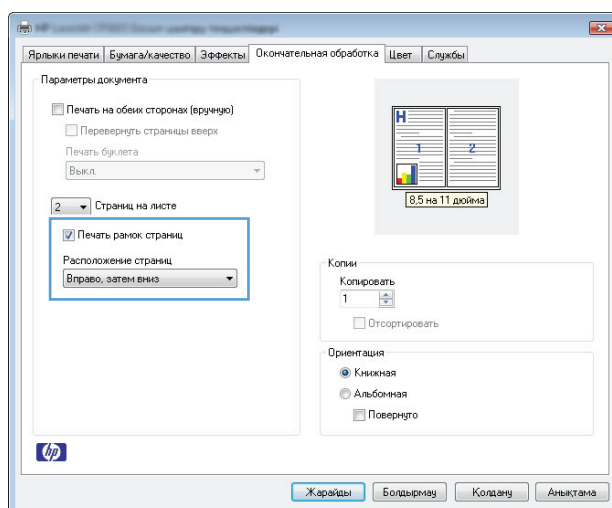 Ярлыки печати Бумага/качество Эффекты Окончательная обработка Цвет Службы
Параметры документа
Печать на обеих сторонах (вручную)
Перевернуть страницы вверх
Печать буклета
Выкл.
2 Страниц на листе
Печать рамок страниц
Расположение страниц
Вправо, затем вниз
H
1 2
8,5 на 11 дюйма
Копии
Копировать
1
Отсортировать
Ориентация
Книжная
Альбомная
Повернуто
hp
Жарайды Болдырмау Колдану Аныктама